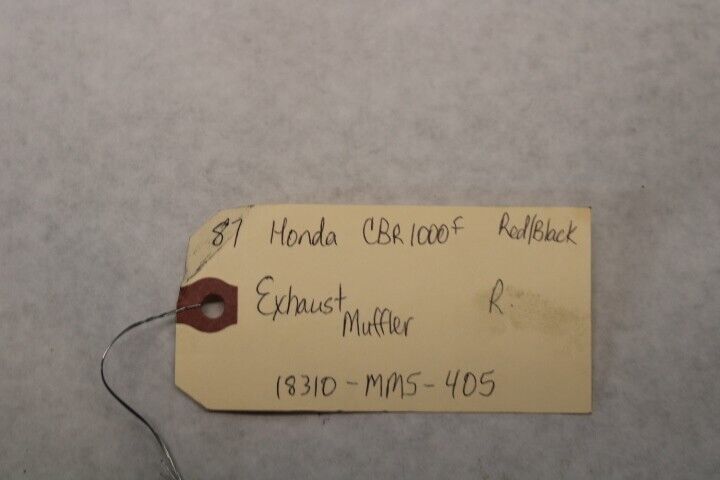 87 Honda CBR1000F Red/Black
Exhaust R.
Muffler
18310-MM5-405